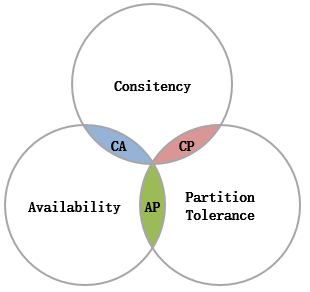 Consitency
CA
CP
Availability
AP
Partition
Tolerance